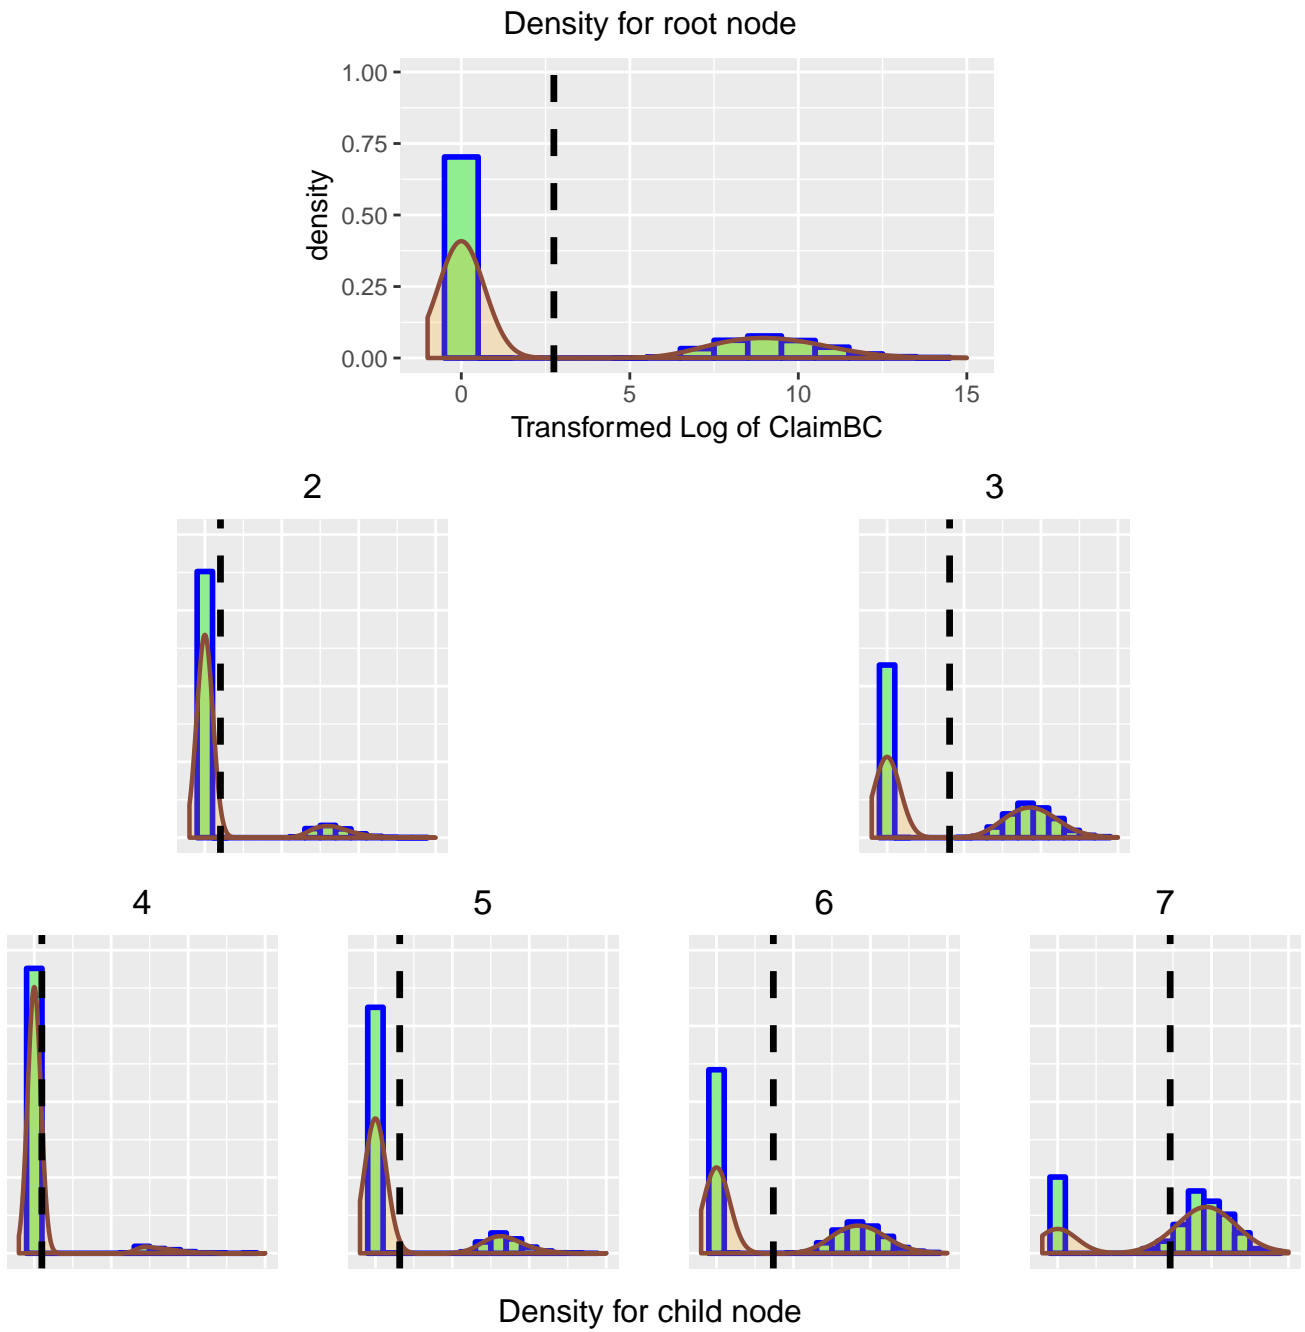 Density for root node
1.00
0.75
0.50
0.25
0.00
density
0 5 10 15
Transformed Log of ClaimBC
2 3
4 5 6 7
Density for child node